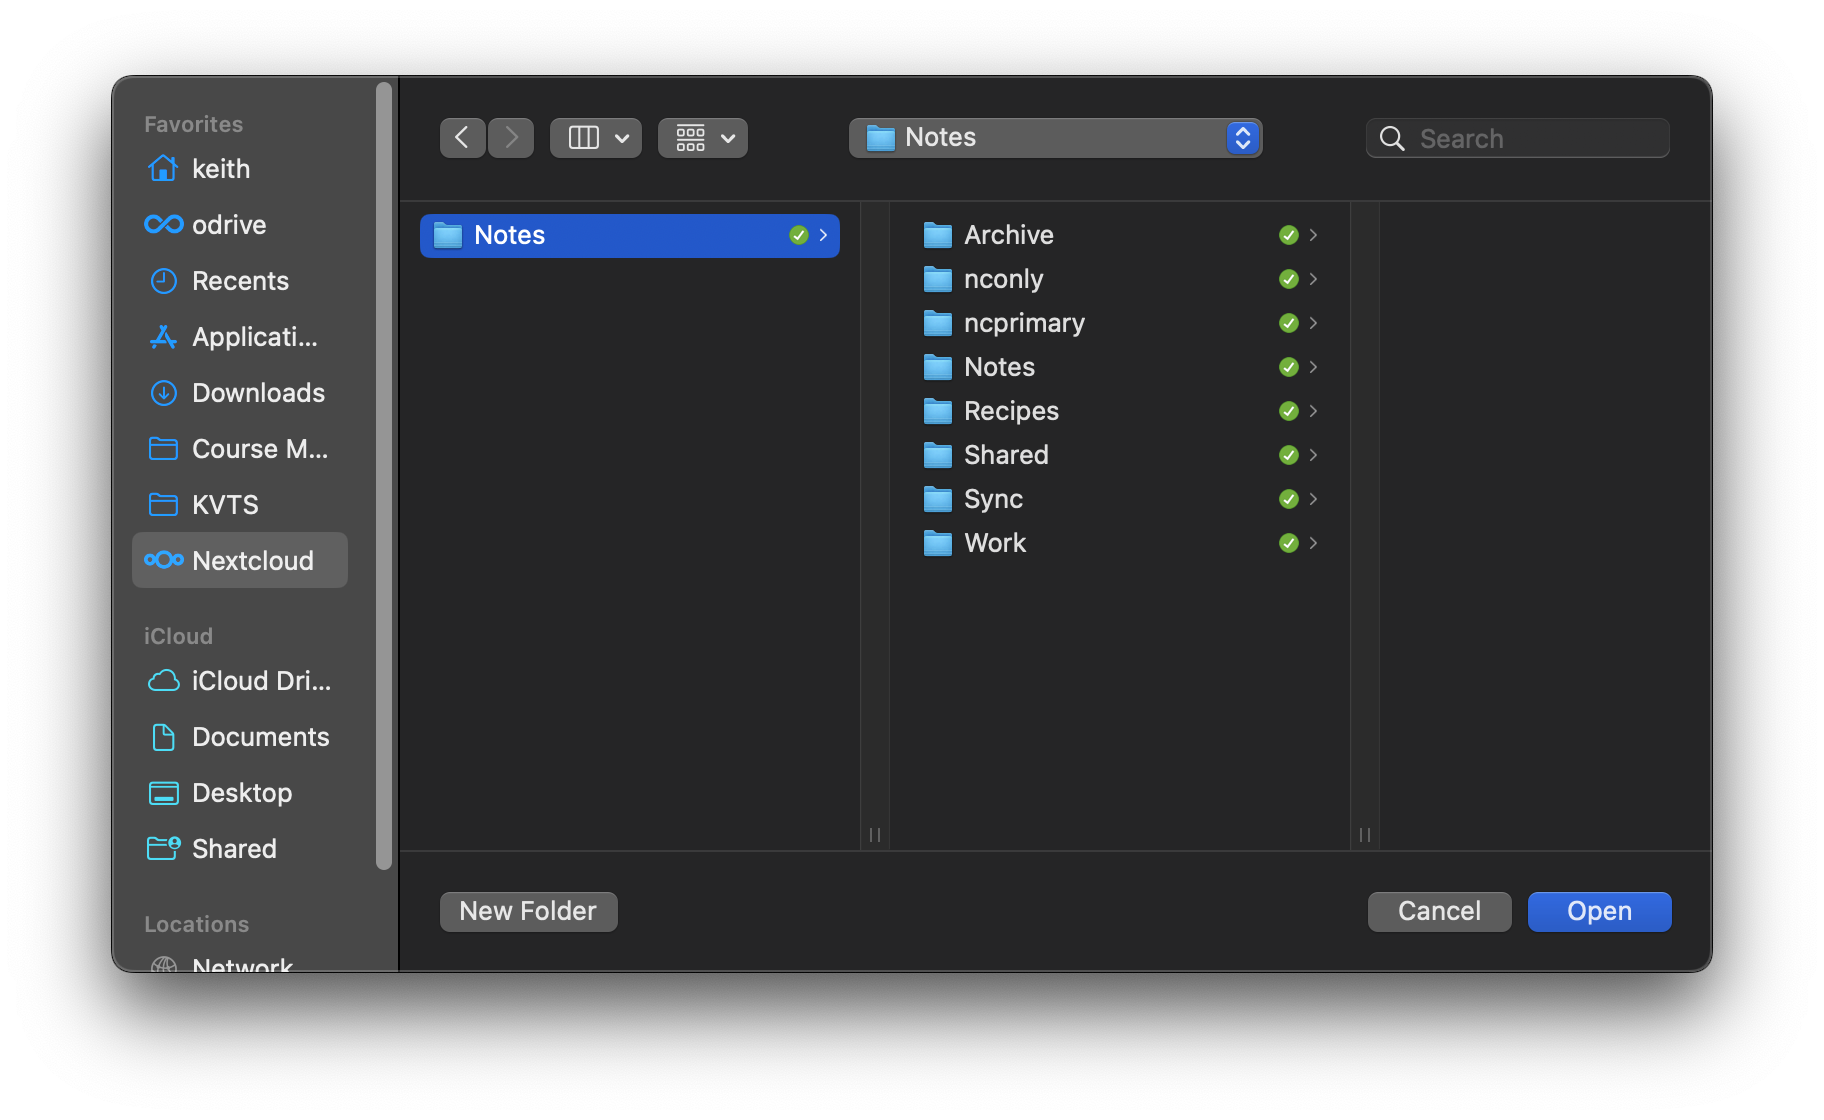 Favorites
keith
odrive
Recents
Applicati...
Downloads
Course M...
KVTS
Nextcloud
iCloud
iCloud Dri...
Documents
Desktop
Shared
Locations
Network
Notes
Search
Notes
Archive
nconly
ncprimary
Notes
Recipes
Shared
Sync
Work
New Folder
Cancel
Open